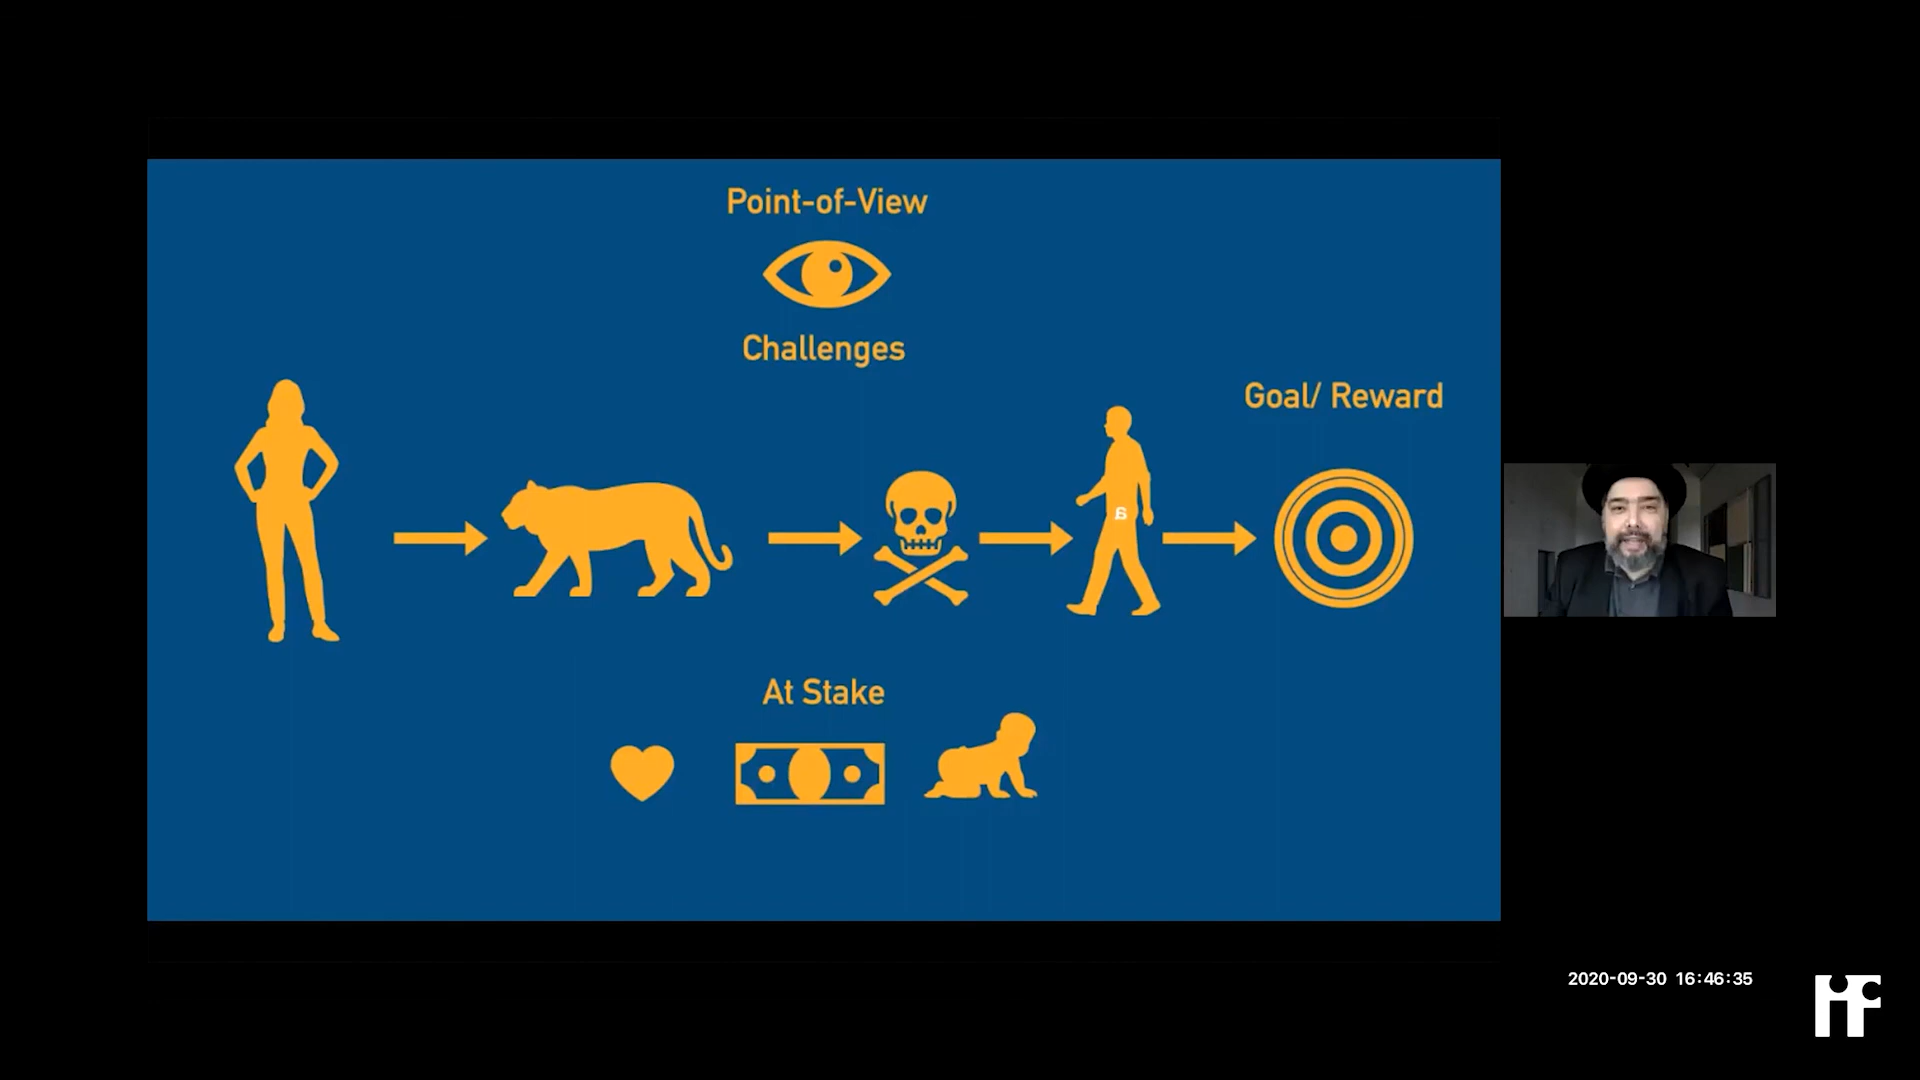 Point-of-View
Challenges
Goal/ Reward
a
At Stake
2020-09-30 16:46:35